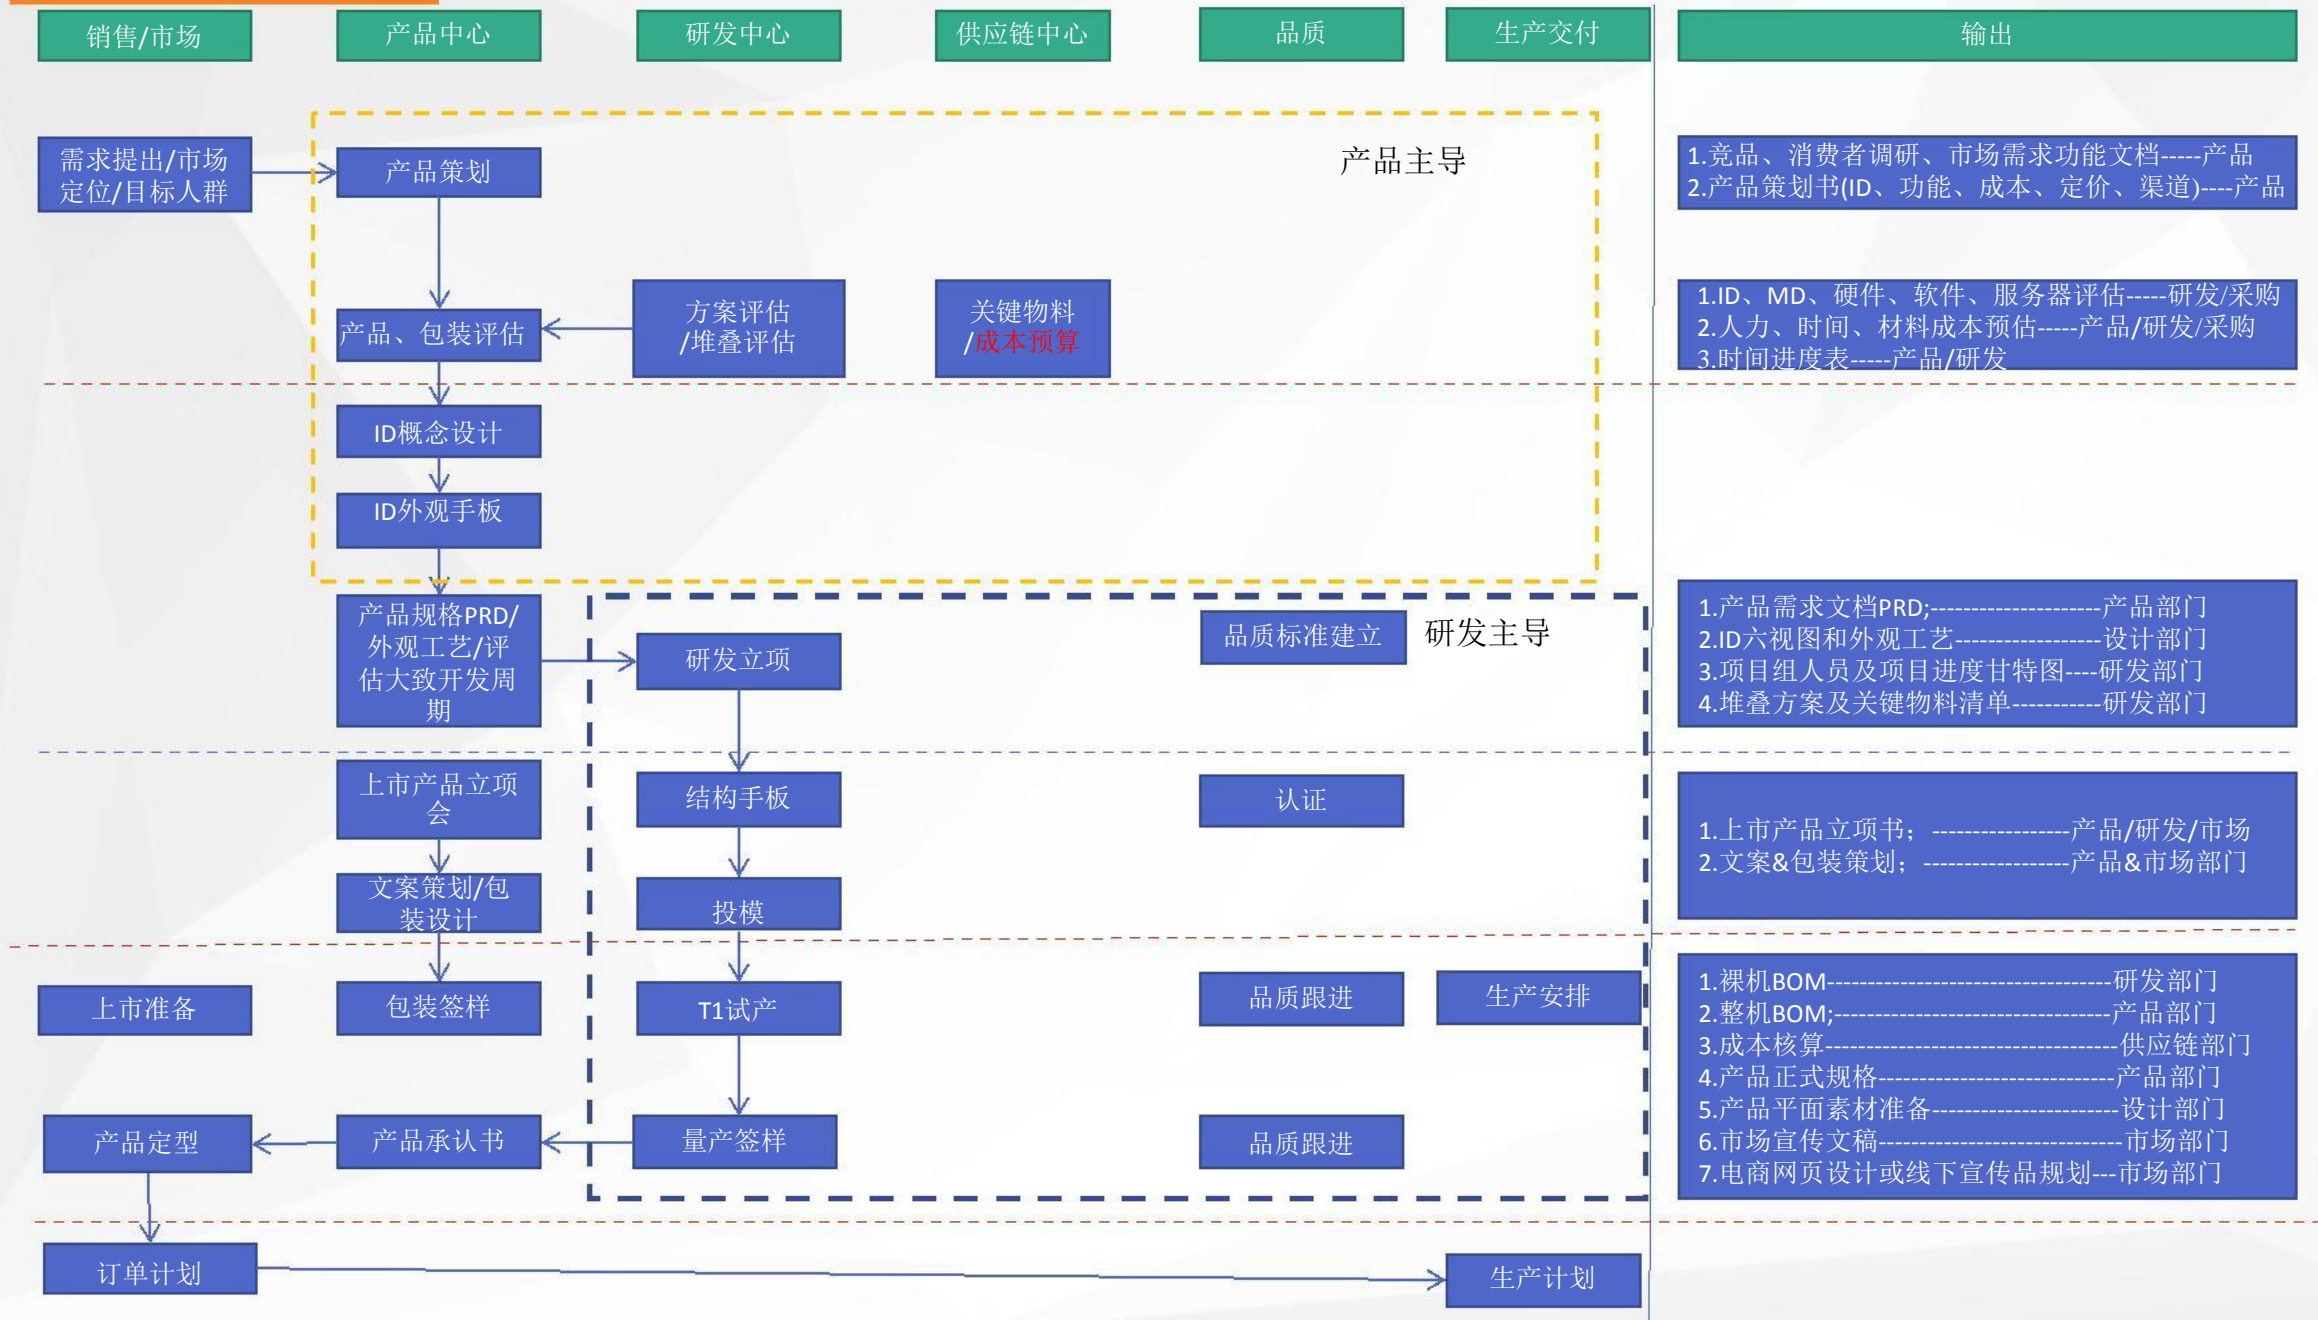 销售/市场
产品中心
研发中心
供应链中心
品质
生产交付
输出
需求提出/市场
定位/目标人群
产品策划
产品主导
1.竞品、消费者调研、市场需求功能文档-----产品
2.产品策划书(ID、功能、成本、定价、渠道)----产品
产品、包装评估
方案评估
/堆叠评估
关键物料
/成本预算
1.ID、MD、硬件、软件、服务器评估-----研发/采购
2.人力、时间、材料成本预估-----产品/研发/采购
3.时间进度表-----产品/研发
ID概念设计
ID外观手板
产品规格PRD/
外观工艺/评
估大致开发周
期
研发立项
品质标准建立
研发主导
1.产品需求文档PRD;---------------------产品部门
2.ID六视图和外观工艺------------------设计部门
3.项目组人员及项目进度甘特图----研发部门
4.堆叠方案及关键物料清单-----------研发部门
上市产品立项
会
结构手板
认证
文案策划/包
装设计
投模
1.上市产品立项书；-----------------产品/研发/市场
2.文案&包装策划；------------------产品&市场部门
上市准备
包装签样
T1试产
品质跟进
生产安排
产品定型
产品承认书
量产签样
品质跟进
1.裸机BOM-----------------------------------研发部门
2.整机BOM;----------------------------------产品部门
3.成本核算------------------------------------供应链部门
4.产品正式规格-----------------------------产品部门
5.产品平面素材准备-----------------------设计部门
6.市场宣传文稿------------------------------市场部门
7.电商网页设计或线下宣传品规划---市场部门
订单计划
生产计划